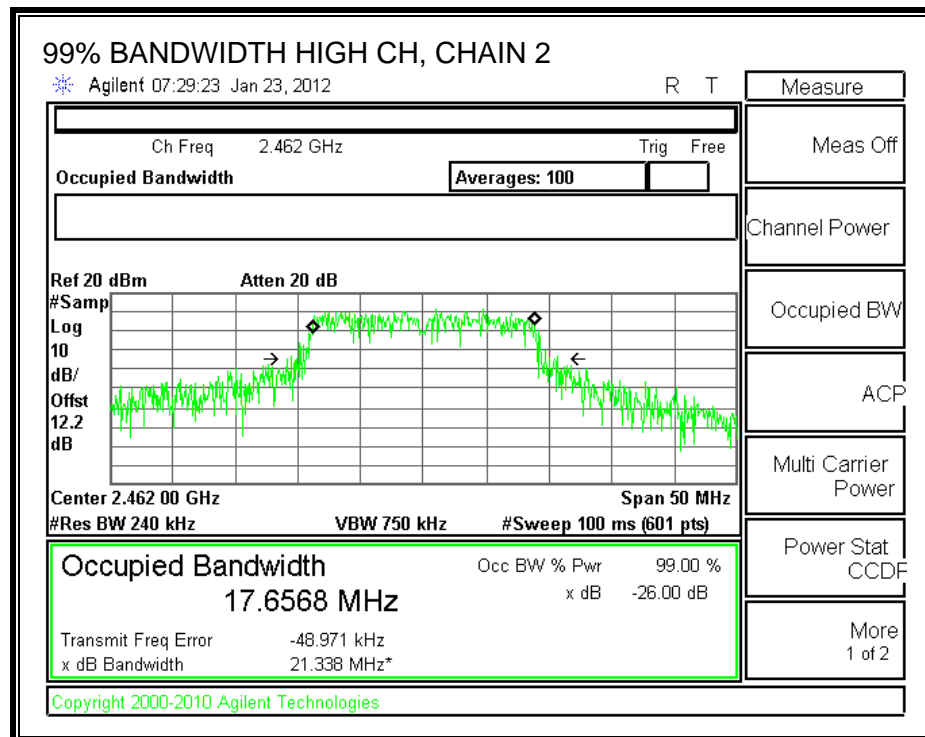 99% BANDWIDTH HIGH CH, CHAIN 2
Agilent 07:29:23 Jan 23, 2012 R T
Measure
Ch Freq 2.462 GHz Trig Free
Meas Off
Occupied Bandwidth Averages: 100
Channel Power
Ref 20 dBm Atten 20 dB
#Samp
Occupied BW
Log
10
dB/
ACP
Offst
12.2
dB
Multi Carrier
Power
Center 2.462 00 GHz Span 50 MHz
#Res BW 240 kHz VBW 750 kHz #Sweep 100 ms (601 pts)
Power Stat
CCDF
Occupied Bandwidth Occ BW % Pwr 99.00 %
17.6568 MHz x dB -26.00 dB
Transmit Freq Error -48.971 kHz
x dB Bandwidth 21.338 MHz*
More
1 of 2
Copyright 2000-2010 Agilent Technologies